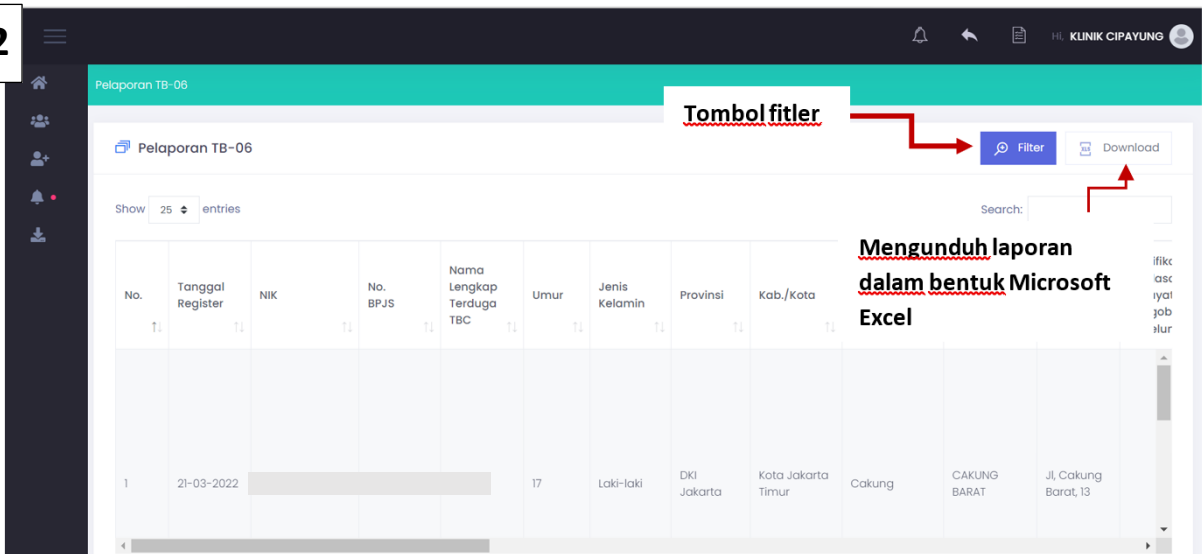 2
Hi, KLINIK CIPAYUNG
Pelaporan TB-06
Tombol fitler
Pelaporan TB-06
Filter
Download
Show 25 entries
Search:
Mengunduh laporan
dalam bentuk Microsoft
Excel
No.
Tanggal
Register
NIK
No.
BPJS
Nama
Lengkap
Terduga
TBC
Umur
Jenis
Kelamin
Provinsi
Kab./Kota
1
21-03-2022
17
Laki-laki
DKI
Jakarta
Kota Jakarta
Timur
Cakung
CAKUNG
BARAT
Jl, Cakung
Barat, 13